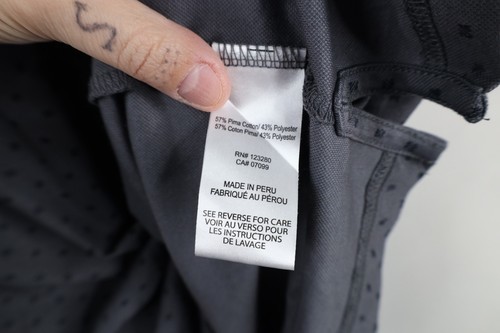 57% Pima Cotton/ 43% Polyester
57% Coton Pima/ 43% Polyester
RN# 123280
CA# 07099
MADE IN PERU
FABRIQUÉ AU PÉROU
SEE REVERSE FOR CARE
VOIR AU VERSO POUR
LES INSTRUCTIONS
DE LAVAGE